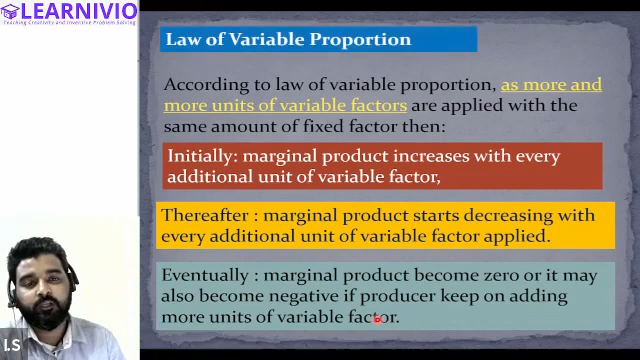 LEARNIVIO
Teaching Creativity and Inventive Problem Solving
Law of Variable Proportion
According to law of variable proportion, as more and
more units of variable factors are applied with the
same amount of fixed factor then:
Initially: marginal product increases with every
additional unit of variable factor,
Thereafter : marginal product starts decreasing with
every additional unit of variable factor applied.
Eventually : marginal product become zero or it may
also become negative if producer keep on adding
more units of variable factor.
I.S